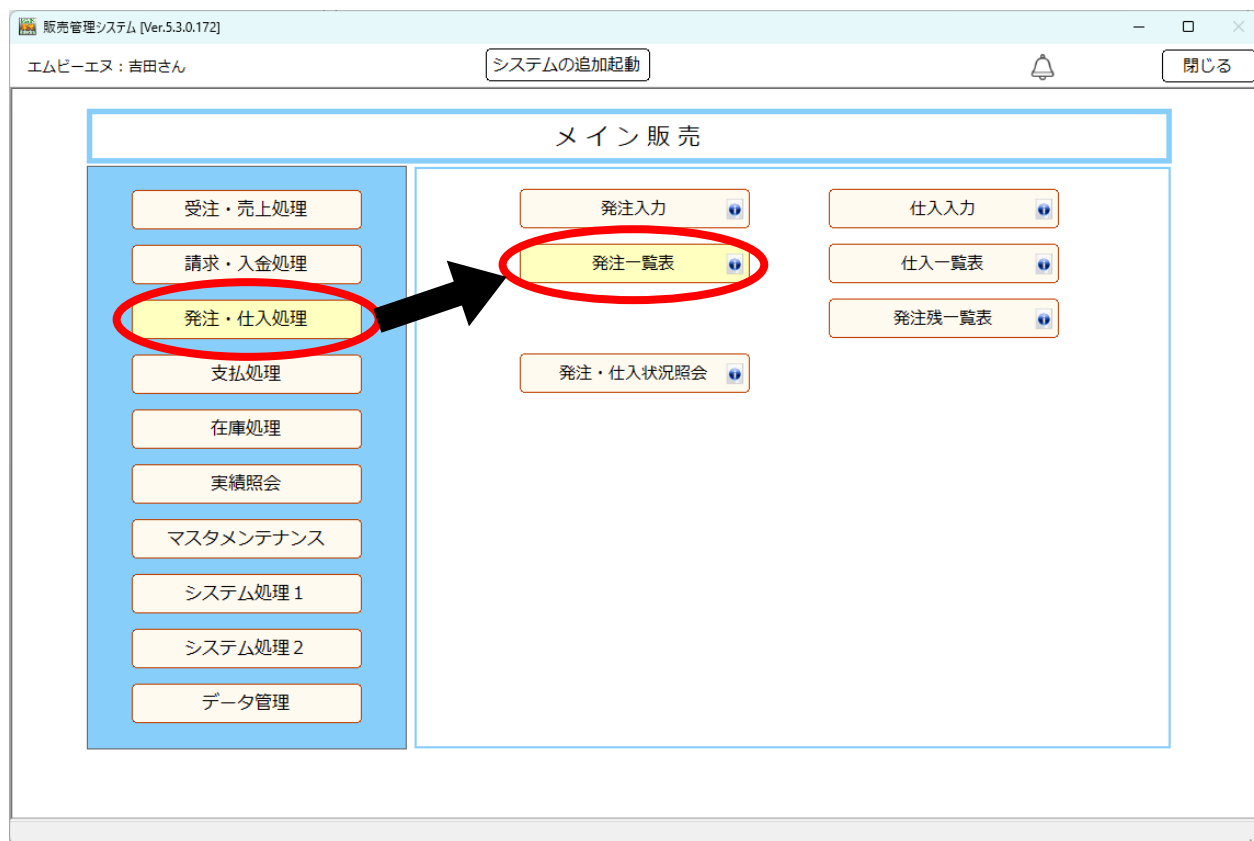 販売管理システム [Ver.5.3.0.172]
エムビーエヌ：吉田さん
システムの追加起動
閉じる
メイン販売
受注・売上処理
請求・入金処理
発注・仕入処理
支払処理
在庫処理
実績照会
マスタメンテナンス
システム処理１
システム処理２
データ管理
発注入力
仕入入力
発注一覧表
仕入一覧表
発注残一覧表
発注・仕入状況照会